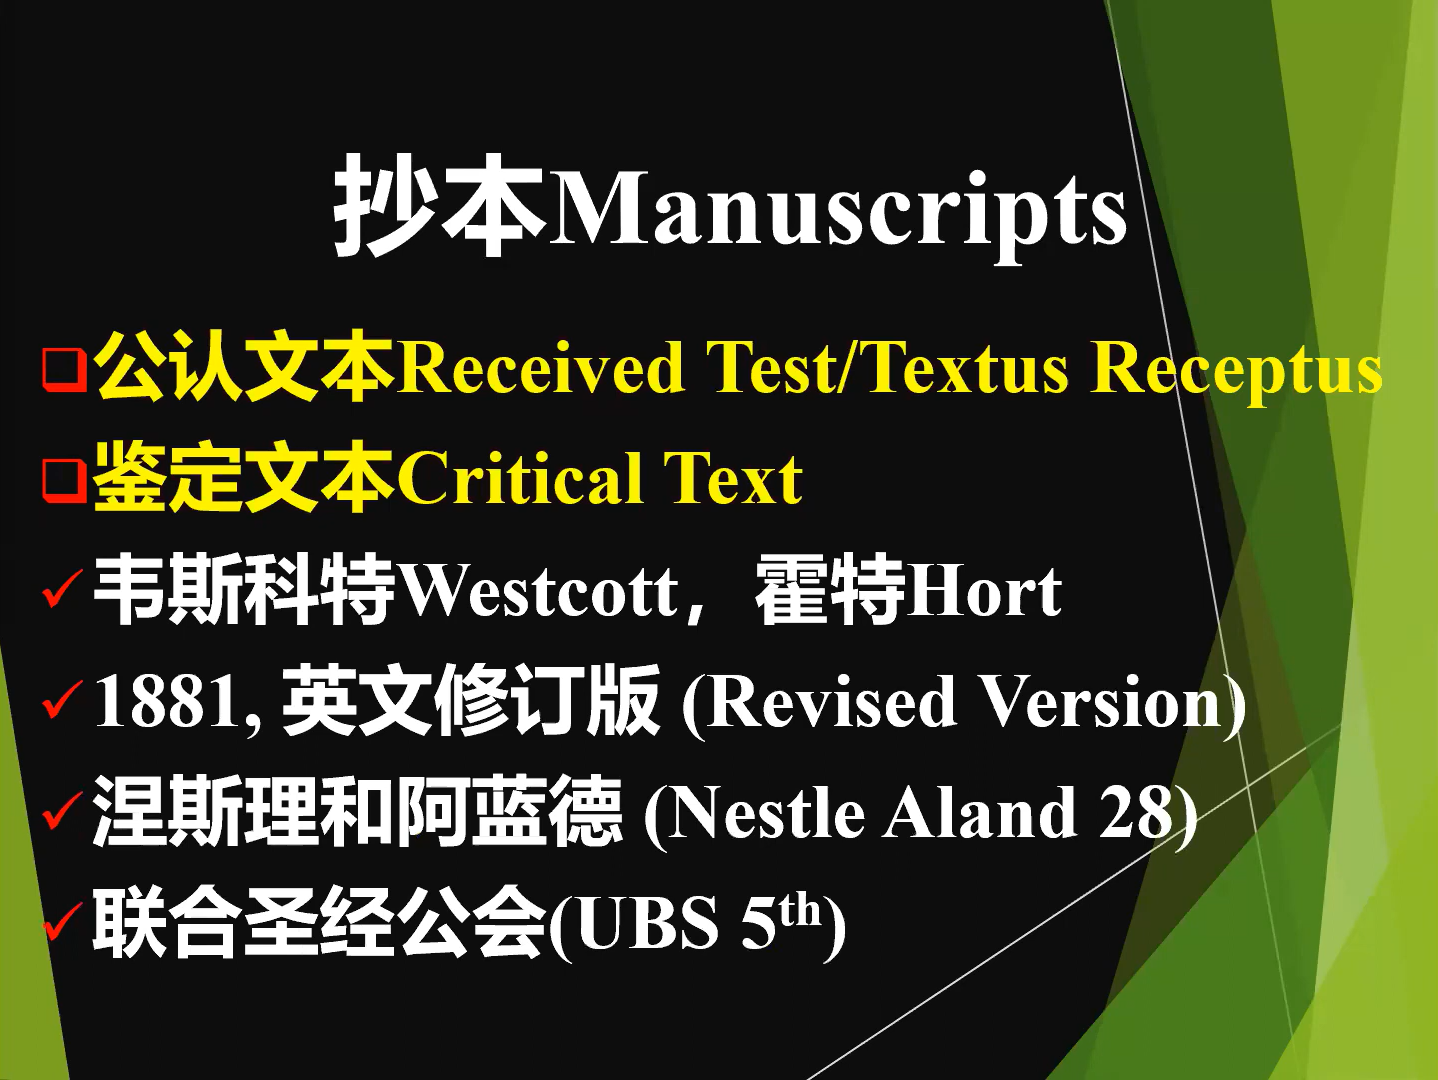 抄本Manuscripts
公认文本Received Test/Textus Receptus
鉴定文本Critical Text
韦斯科特Westcott，霍特Hort
1881, 英文修订版 (Revised Version)
涅斯理和阿蓝德 (Nestle Aland 28)
联合圣经公会(UBS 5th)